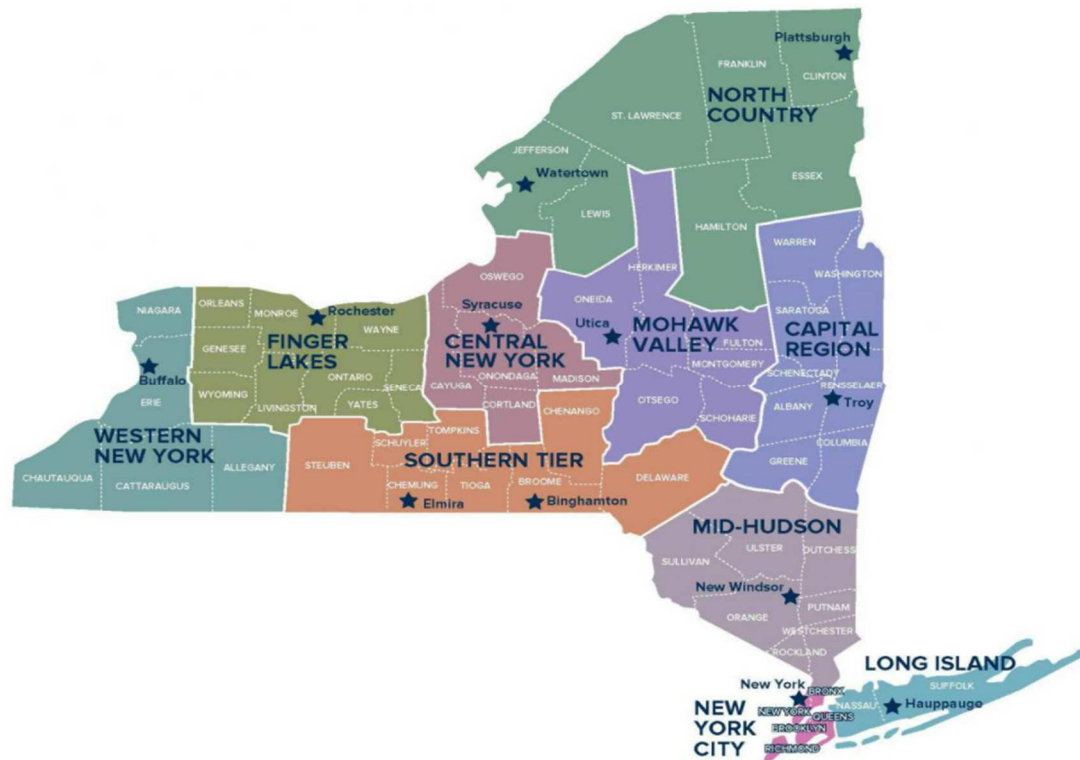 Plattsburgh
FRANKLIN
CLINTON
NORTH
COUNTRY
ST. LAWRENCE
JEFFERSON
Watertown
ESSEX
LEWIS
HAMILTON
WARREN
WASHINGTON
HERKIMER
OSWEGO
ONEIDA
NIAGARA
ORLEANS
MONROE
Rochester
WAYNE
Syracuse
SARATOGA
Utica
MOHAWK
VALLEY
CAPITAL
REGION
FINGER
LAKES
CENTRAL
NEW YORK
FULTON
GENESEE
MONTGOMERY
Buffalo
ONTARIO
SENECA
CAYUGA
ONONDAGA
MADISON
SCHENECTADY
RENSSELAER
ERIE
WYOMING
LIVINGSTON
YATES
CORTLAND
CHENANGO
OTSEGO
SCHOHARIE
ALBANY
Troy
WESTERN
NEW YORK
SCHUYLER
TOMPKINS
COLUMBIA
CHAUTAUQUA
CATTARAUGUS
ALLEGANY
STEUBEN
SOUTHERN TIER
GREENE
CHEMUNG
TIOGA
BROOME
DELAWARE
Elmira
Binghamton
MID-HUDSON
ULSTER
DUTCHESS
SULLIVAN
New Windsor
ORANGE
PUTNAM
WESTCHESTER
ROCKLAND
LONG ISLAND
New York
BRONX
SUFFOLK
NEW
YORK
CITY
NEW YORK
QUEENS
NASSAU
Hauppauge
BROOKLYN
RICHMOND